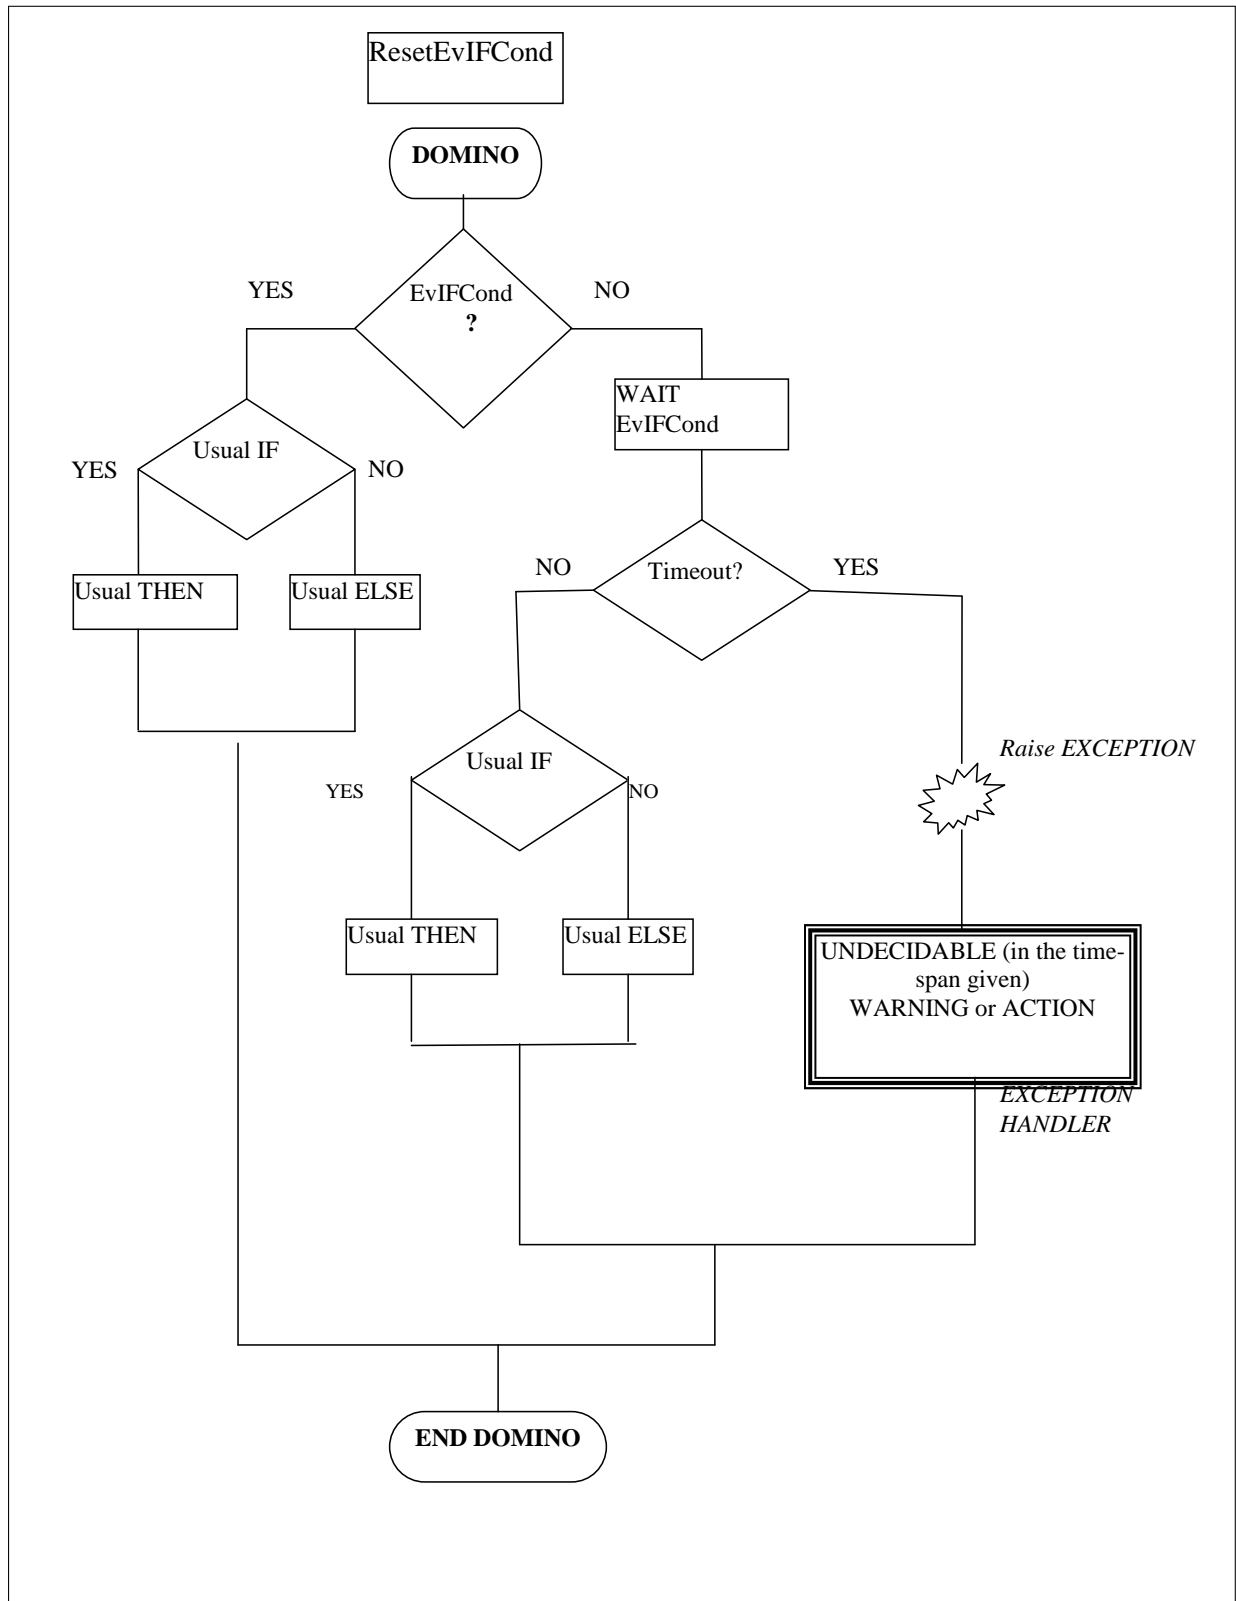 ResetEvIFCond
DOMINO
YES
EvIFCond
?
NO
WAIT
EvIFCond
YES
Usual IF
NO
NO
Timeout?
YES
Usual THEN
Usual ELSE
Raise EXCEPTION
YES
Usual IF
NO
Usual THEN
Usual ELSE
UNDECIDABLE (in the time-
span given)
WARNING or ACTION
EXCEPTION
HANDLER
END DOMINO